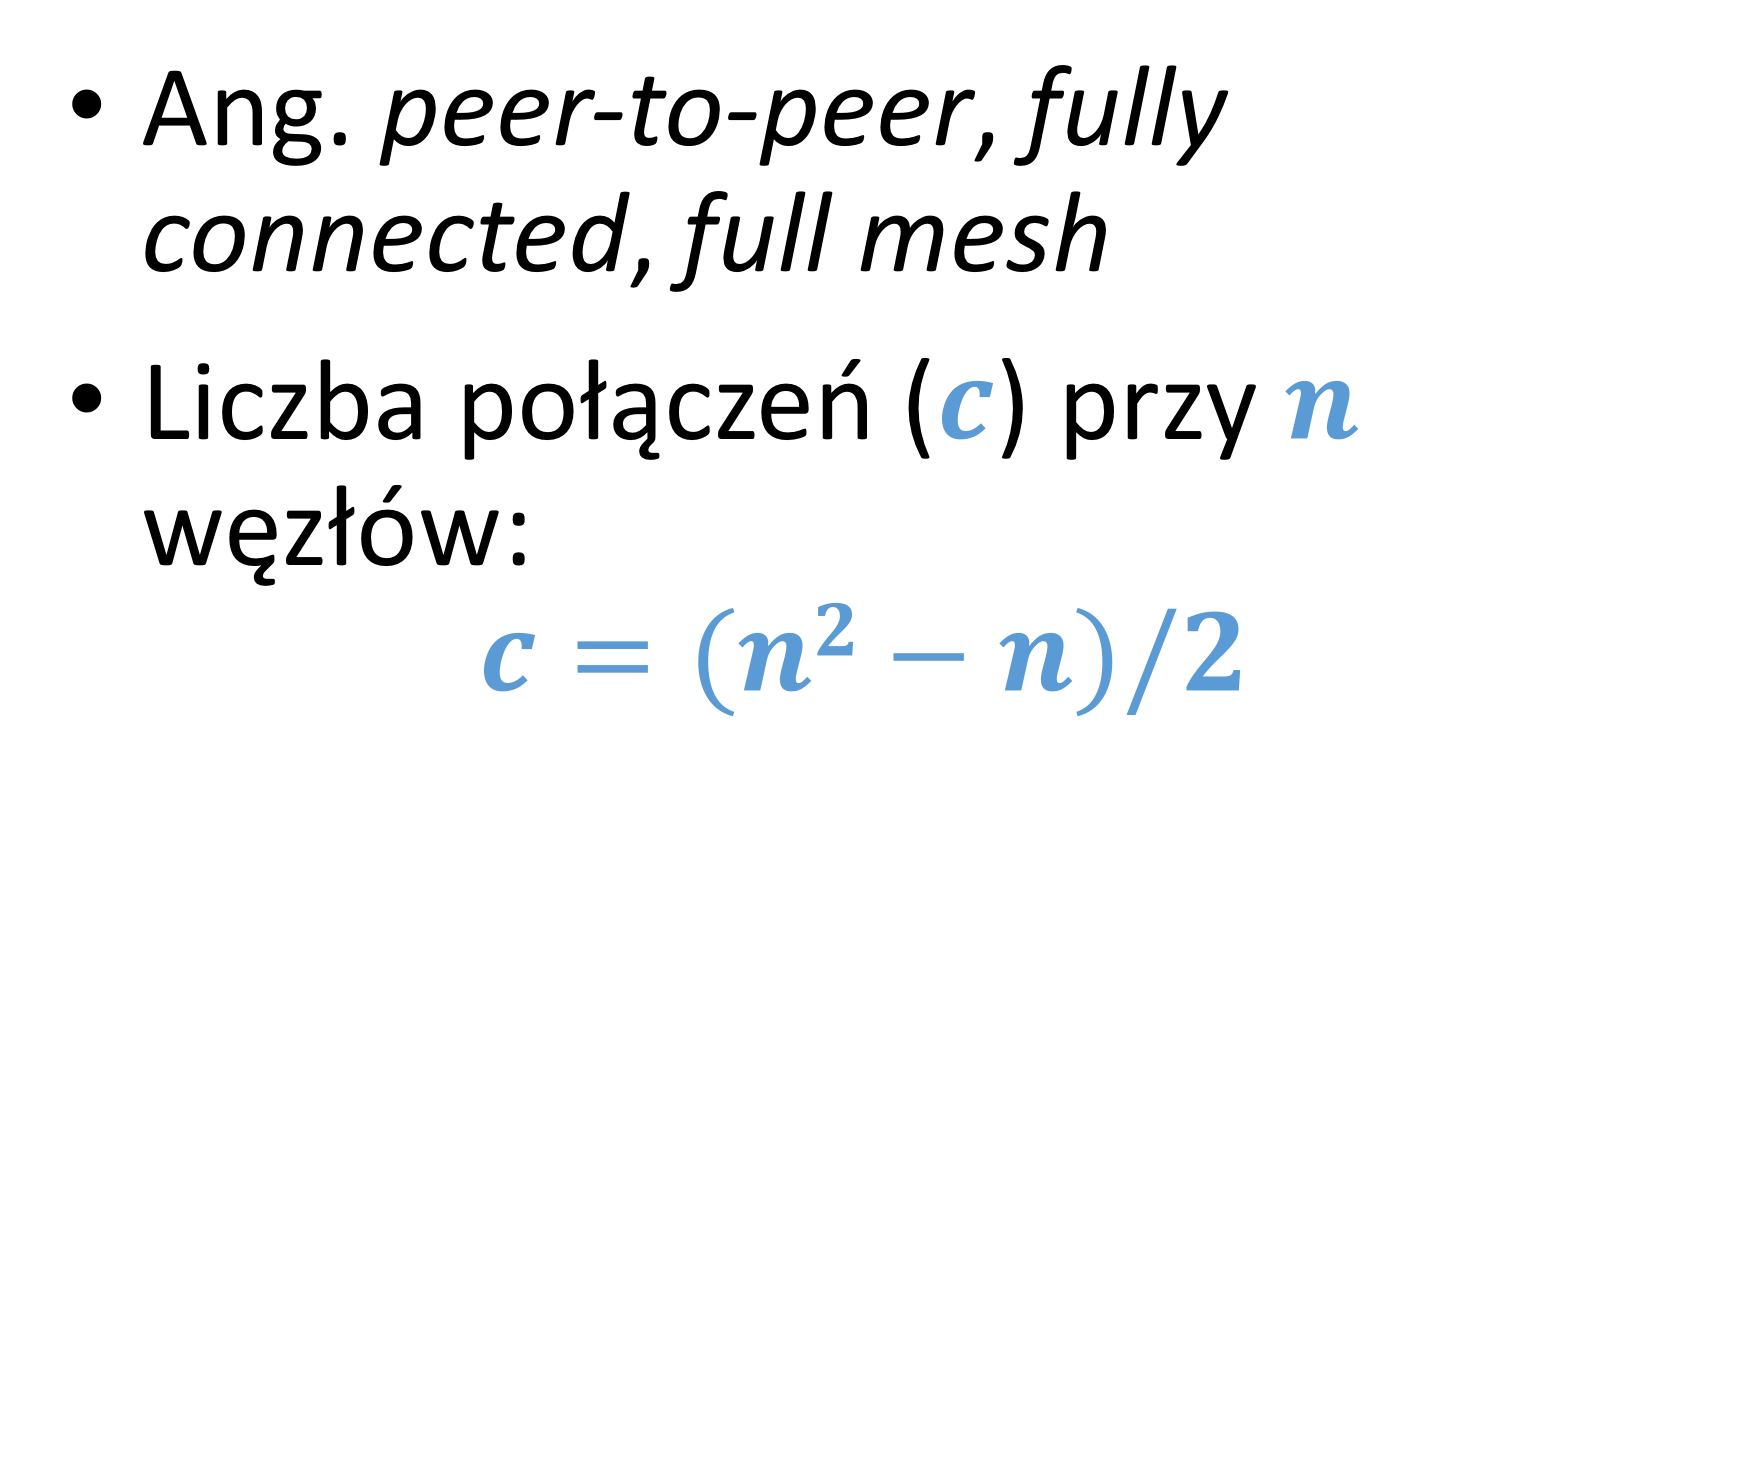 • Ang. peer-to-peer, fully
connected, full mesh
• Liczba połączeń (c) przy n
węzłów:
c = (n² − n)/2